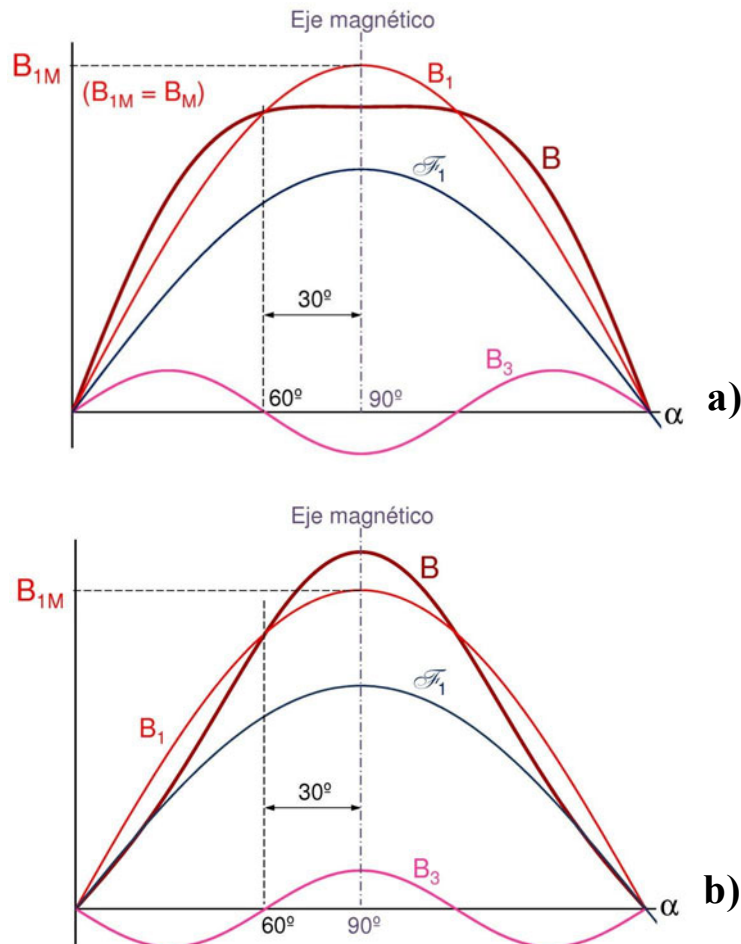 Eje magnético
B1M
(B1M = BM)
B1
B
ℱ1
30º
B3
60º
90º
α
a)
Eje magnético
B1M
B
ℱ1
B1
30º
B3
60º
90º
α
b)